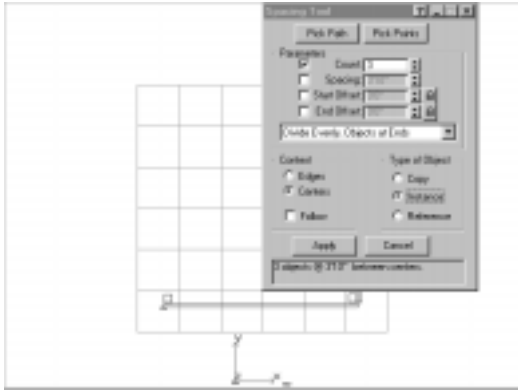 Spacing Tool
Pick Path
Pick Points
Parameters
Count: 3
Spacing:
Start Offset:
End Offset:
Divide Evenly, Objects at Ends
Context
Edges
Centers
Follow
Type of Object
Copy
Instance
Reference
Apply
Cancel
between centers.
y
z
x